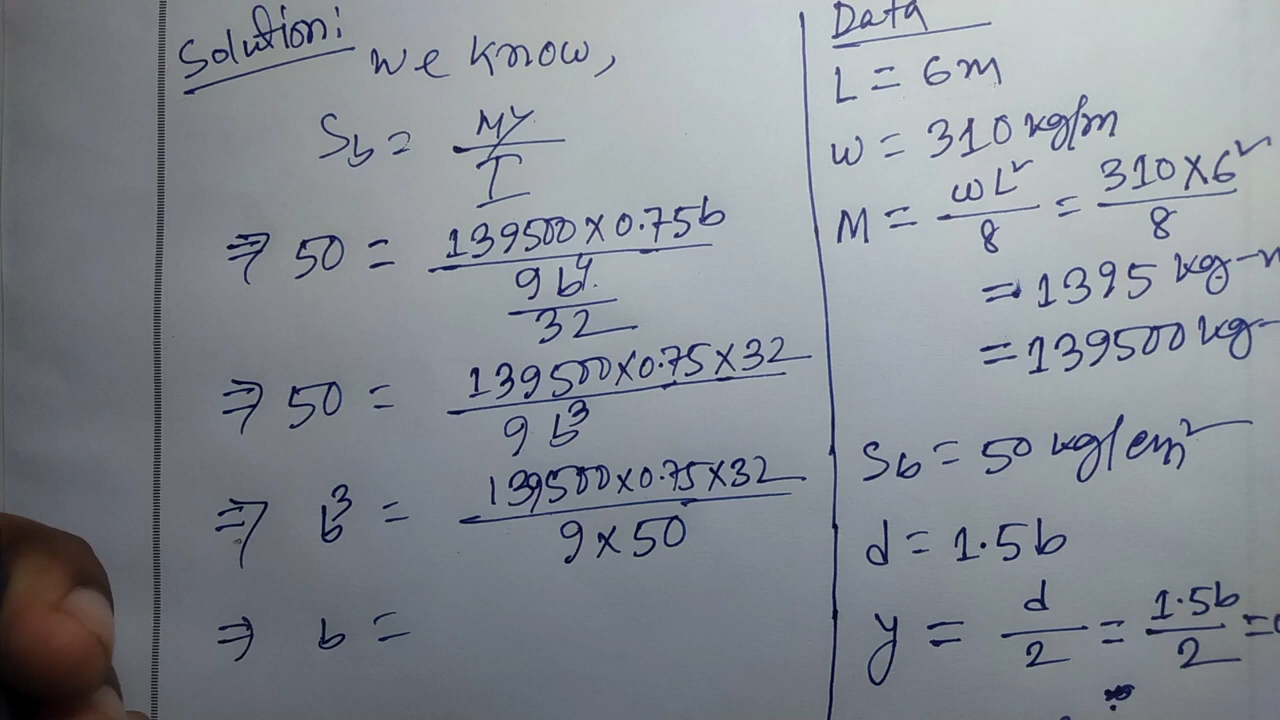 Solution: we know,
S_b = MY/I
⇒ 50 = (139500 × 0.75b)/(9b⁴/32)
⇒ 50 = (139500×0.75×32)/(9b³)
⇒ b³ = (139500×0.75×32)/(9×50)
⇒ b =
Data
L = 6m
w = 310 kg/m
M = wL²/8 = (310×6²)/8
= 1395 kg-m
= 139500 kg-
S_b = 50 kg/cm²
d = 1.5b
y = d/2 = 1.5b/2 =